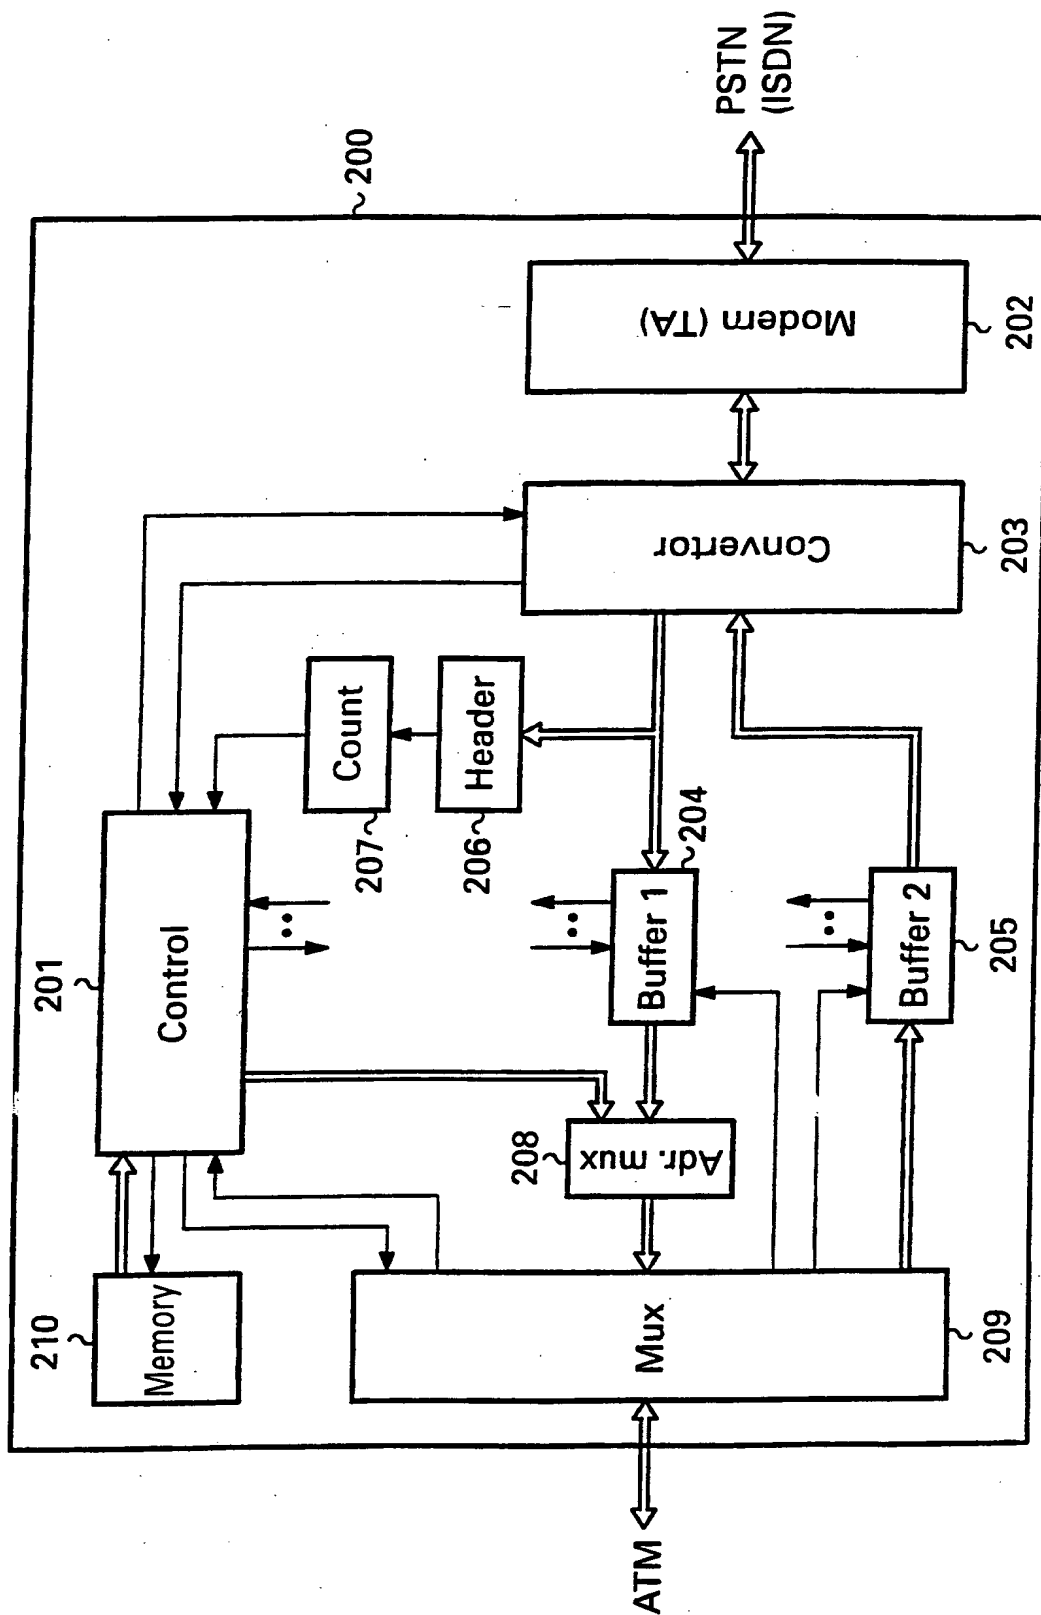 200
PSTN
(ISDN)
201
Control
210
Memory
207
Count
206
Header
Convertor
203
Modem (TA)
202
204
Buffer 1
208
Adr. mux
Mux
209
205
Buffer 2
ATM